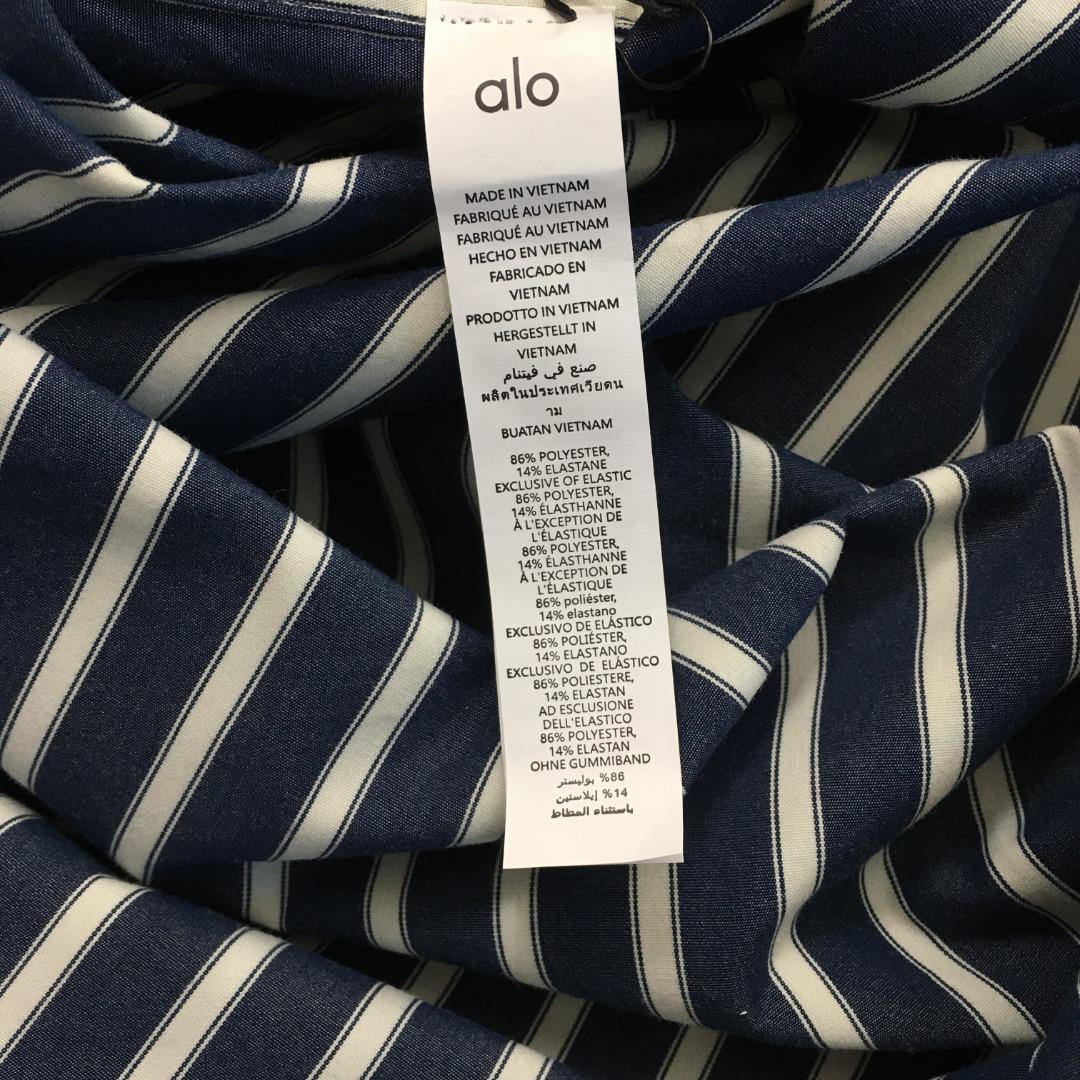 alo
MADE IN VIETNAM
FABRIQUÉ AU VIETNAM
FABRIQUÉ AU VIETNAM
HECHO EN VIETNAM
FABRICADO EN
VIETNAM
PRODOTTO IN VIETNAM
HERGESTELLT IN
VIETNAM
صنع في فيتنام
ผลิตในประเทศเวียดน
าม
BUATAN VIETNAM
86% POLYESTER,
14% ELASTANE
EXCLUSIVE OF ELASTIC
86% POLYESTER,
14% ÉLASTHANNE
À L'EXCEPTION DE
L'ÉLASTIQUE
86% POLYESTER,
14% ÉLASTHANNE
À L'EXCEPTION DE
L'ÉLASTIQUE
86% poliéster,
14% elastano
EXCLUSIVO DE ELÁSTICO
86% POLIÉSTER,
14% ELASTANO
EXCLUSIVO DE ELÁSTICO
86% POLIESTERE,
14% ELASTAN
AD ESCLUSIONE
DELL'ELASTICO
86% POLYESTER,
14% ELASTAN
OHNE GUMMIBAND
86% بوليستر
14% إيلاستين
باستثناء المطاط